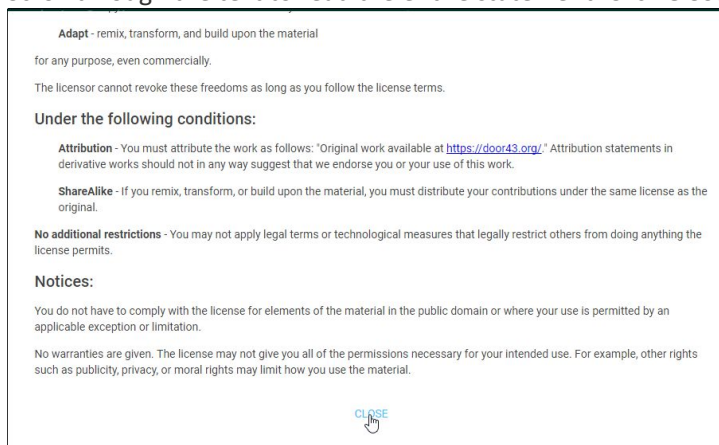 Adapt - remix, transform, and build upon the material
for any purpose, even commercially.
The licensor cannot revoke these freedoms as long as you follow the license terms.
Under the following conditions:
Attribution - You must attribute the work as follows: "Original work available at https://door43.org/." Attribution statements in
derivative works should not in any way suggest that we endorse you or your use of this work.
ShareAlike - If you remix, transform, or build upon the material, you must distribute your contributions under the same license as the
original.
No additional restrictions - You may not apply legal terms or technological measures that legally restrict others from doing anything the
license permits.
Notices:
You do not have to comply with the license for elements of the material in the public domain or where your use is permitted by an
applicable exception or limitation.
No warranties are given. The license may not give you all of the permissions necessary for your intended use. For example, other rights
such as publicity, privacy, or moral rights may limit how you use the material.
CLOSE